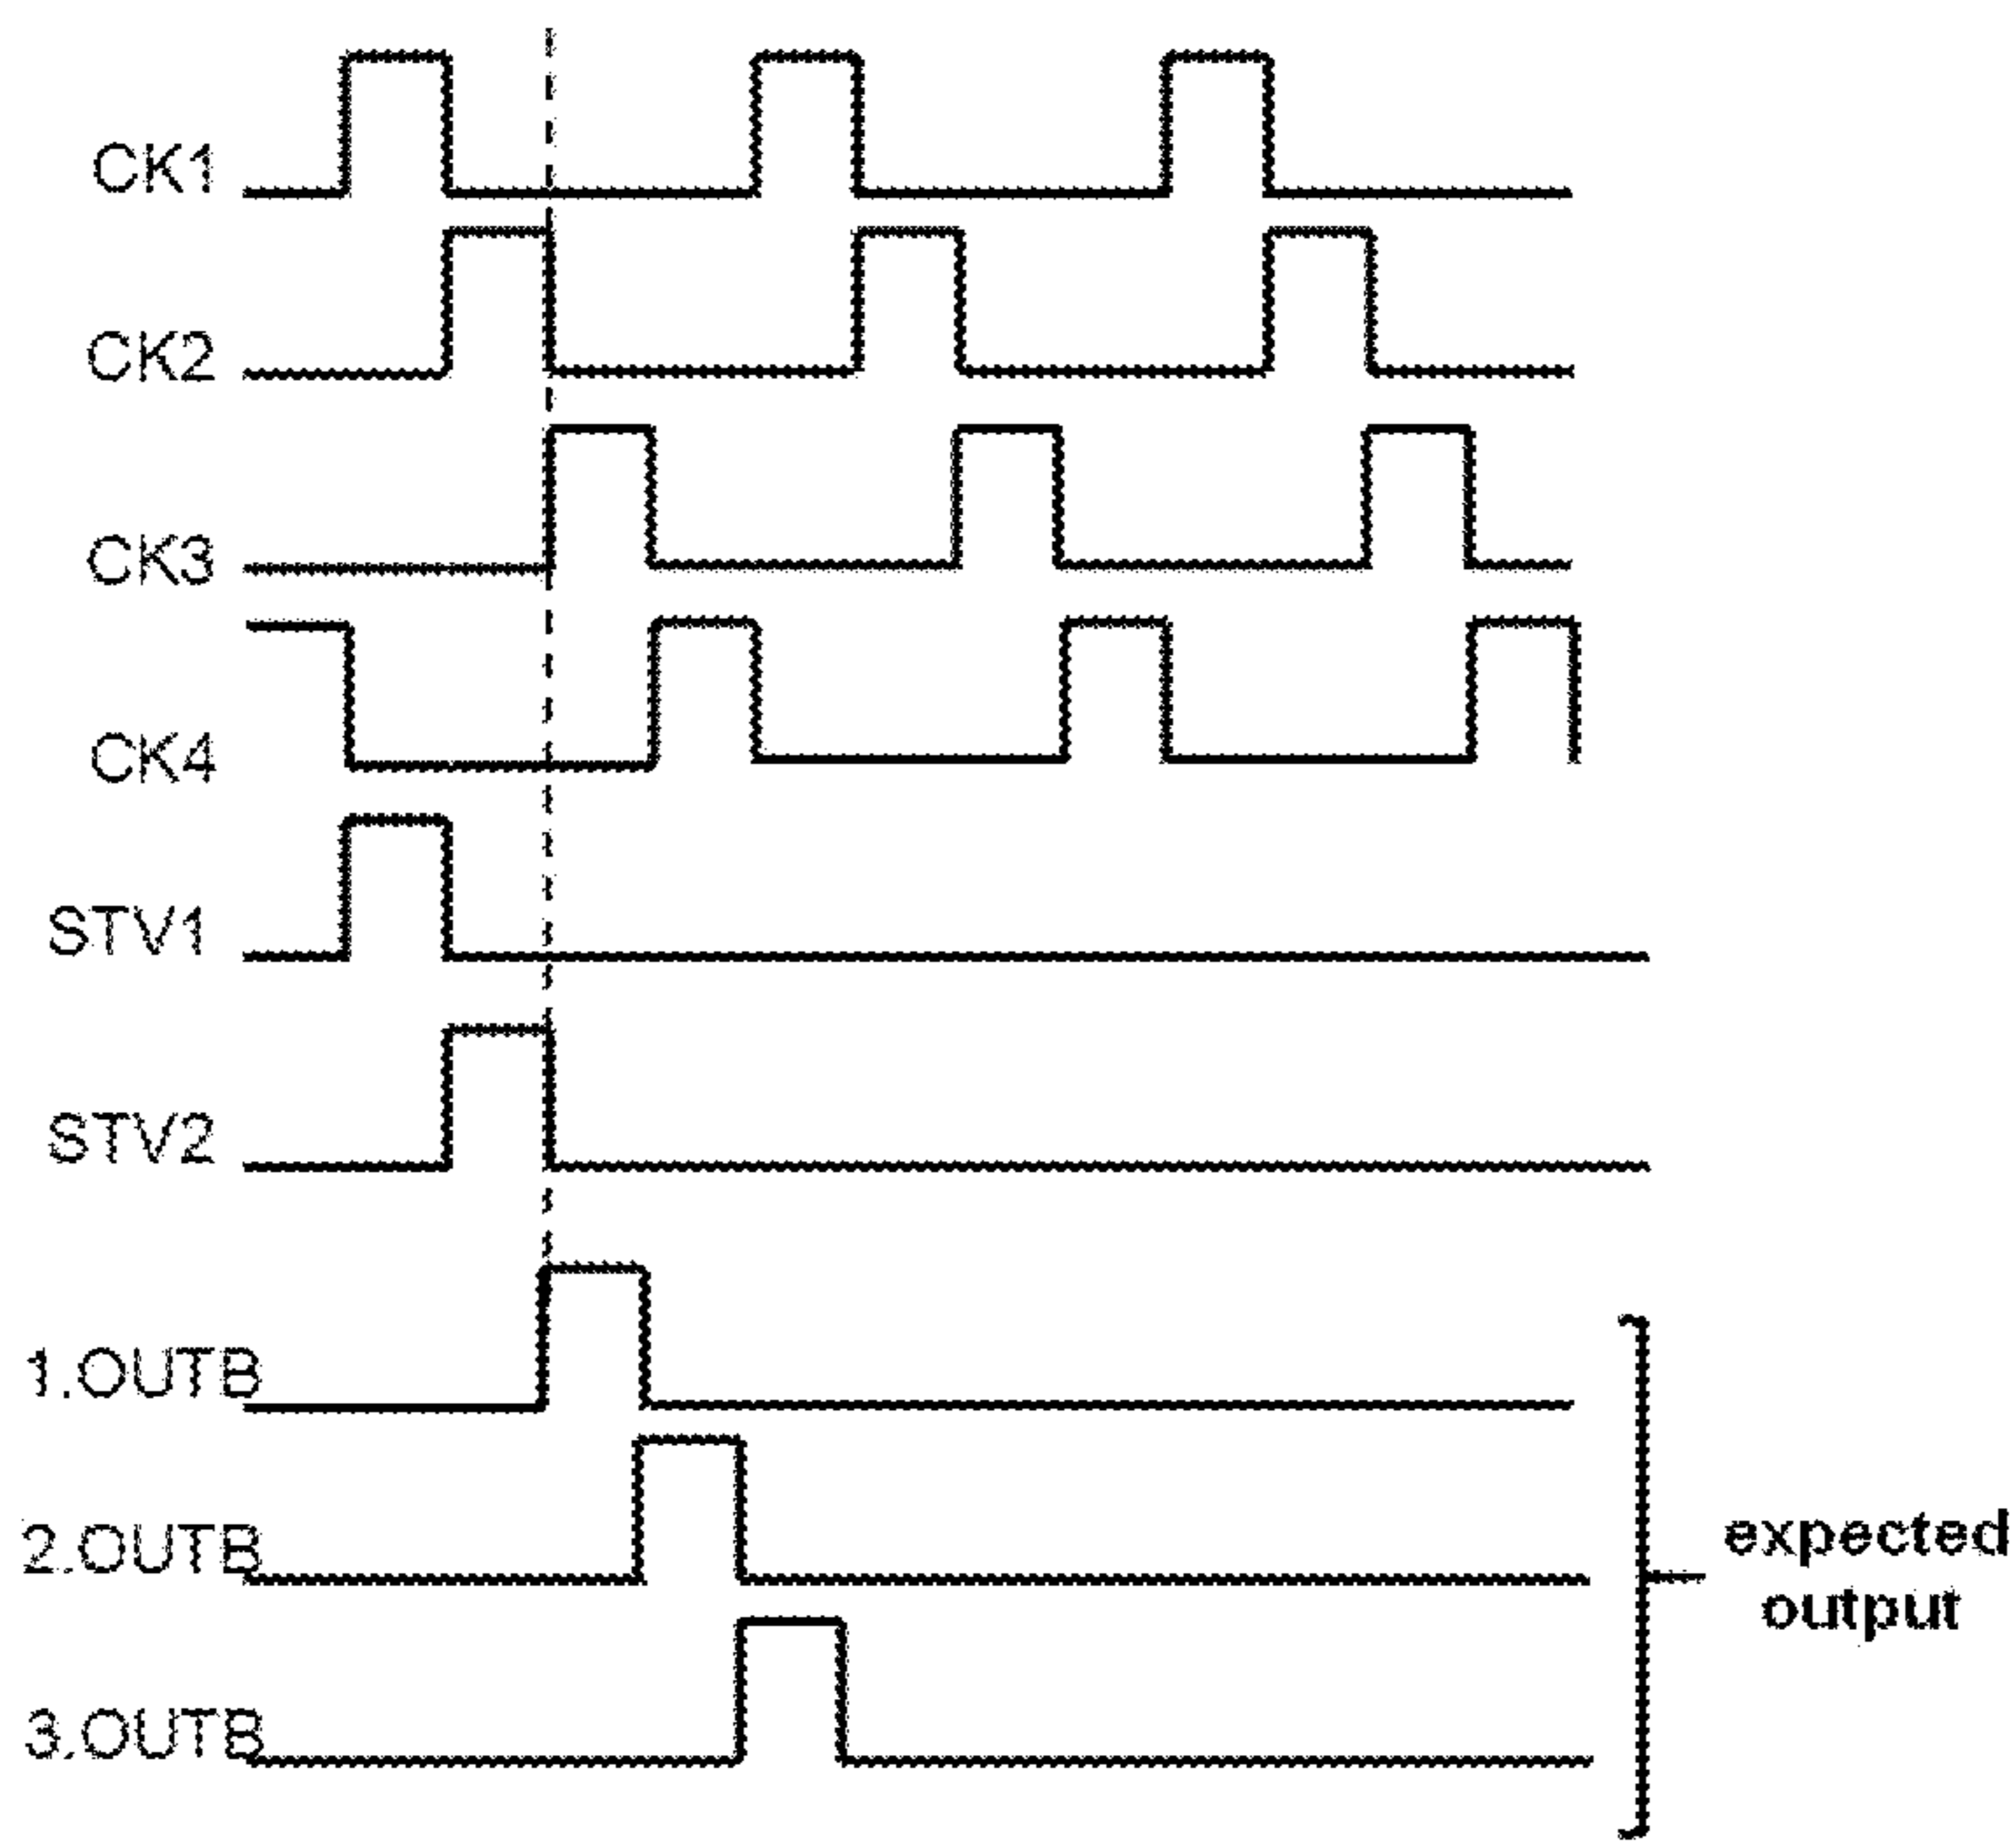 CK1
CK2
CK3
CK4
STV1
STV2
1.OUTB
2.OUTB
3.OUTB
expected
output